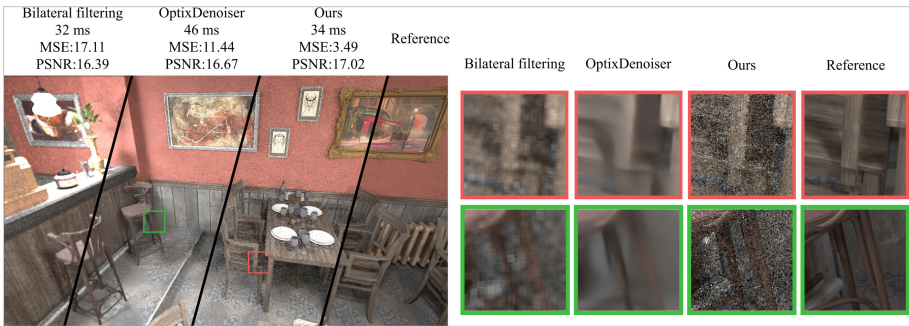 Bilateral filtering
32 ms
MSE:17.11
PSNR:16.39
OptixDenoiser
46 ms
MSE:11.44
PSNR:16.67
Ours
34 ms
MSE:3.49
PSNR:17.02
Reference
Bilateral filtering
OptixDenoiser
Ours
Reference